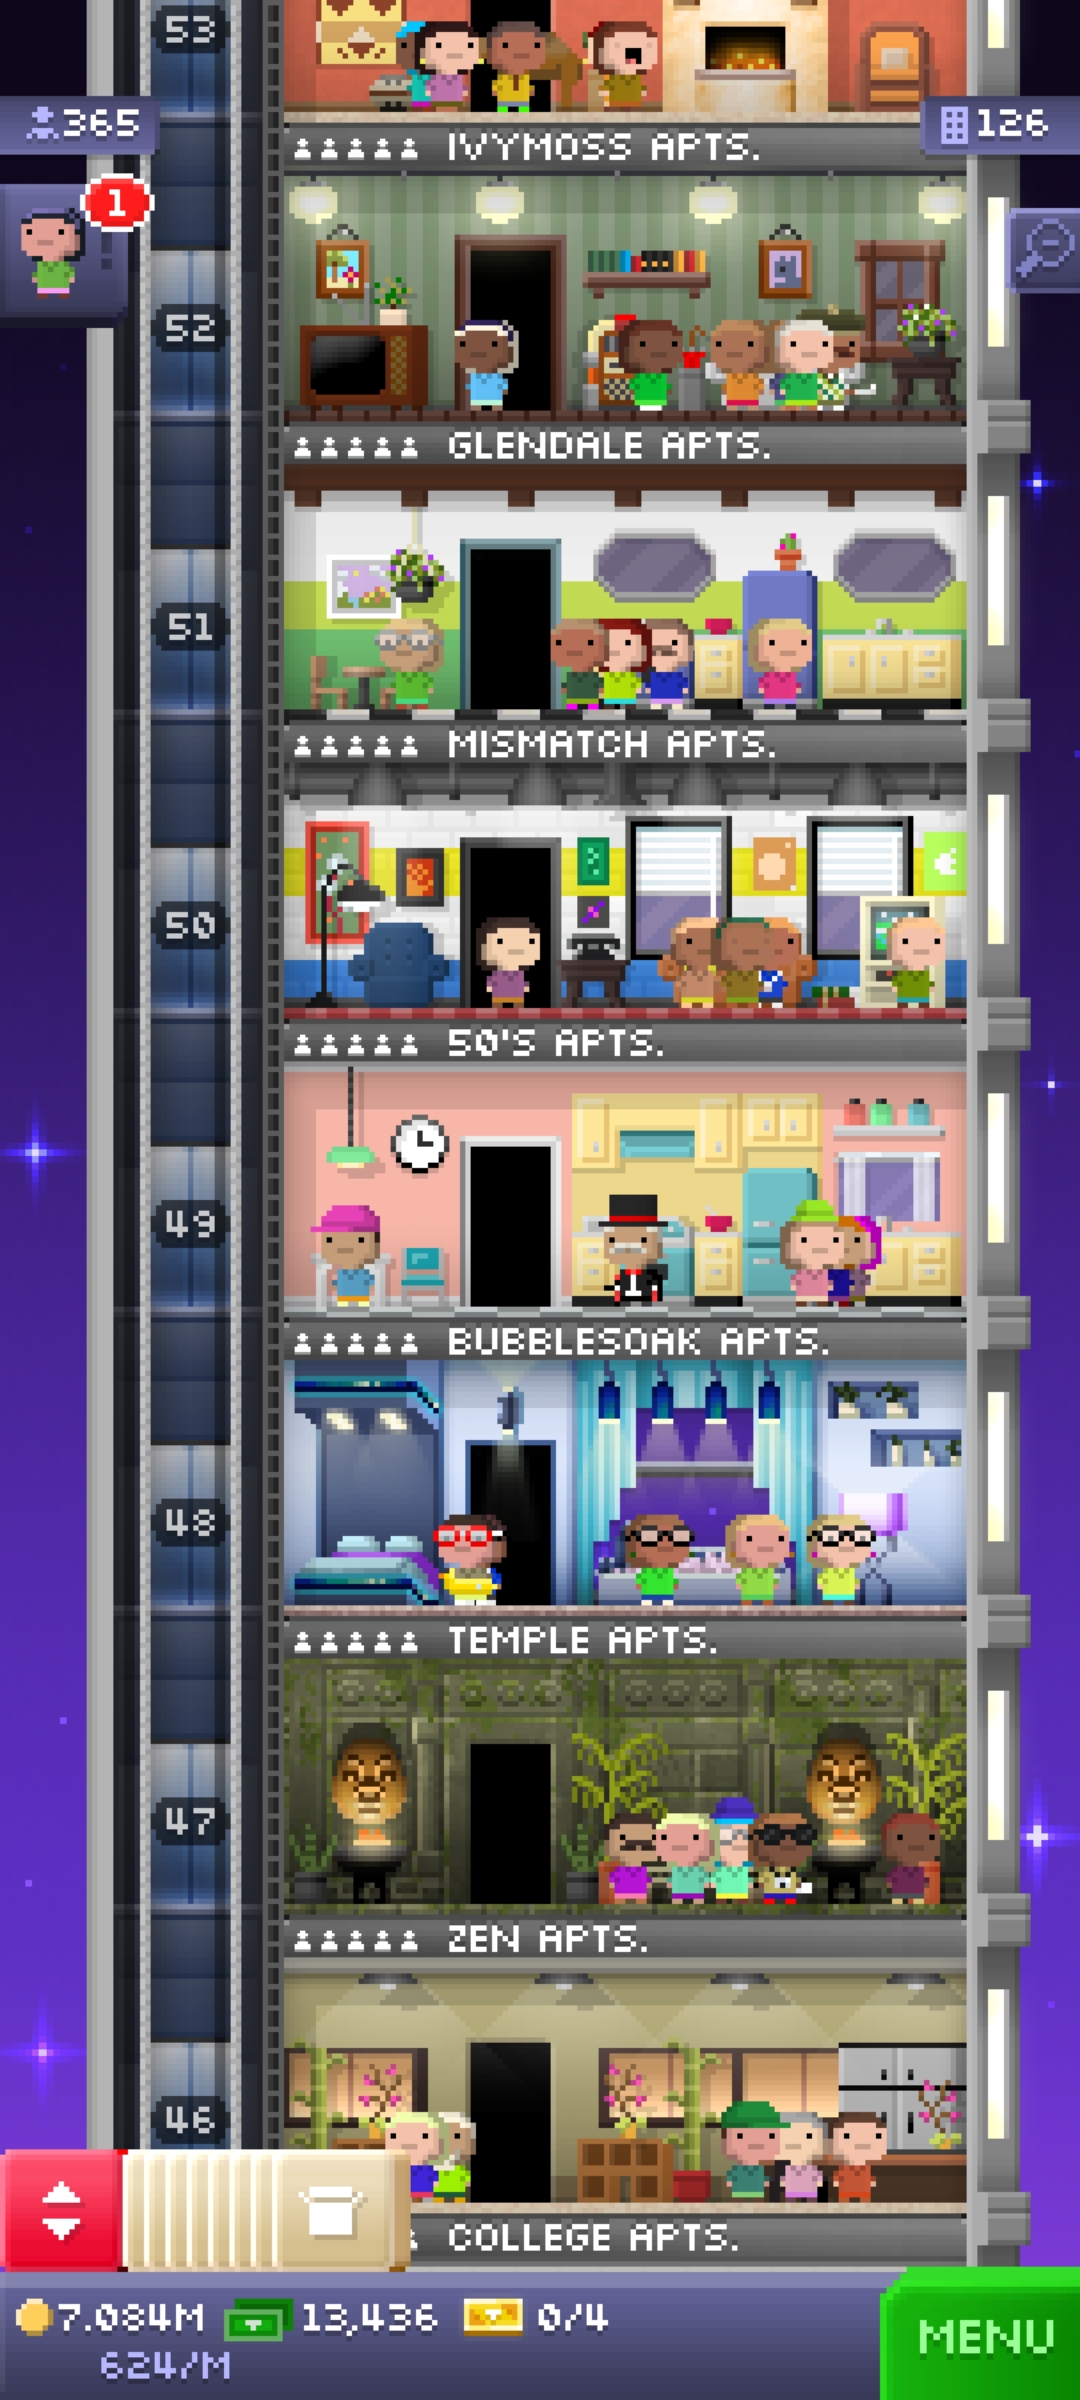 53
365
126
IVYMOSS APTS.
1
52
GLENDALE APTS.
51
MISMATCH APTS.
50
50'S APTS.
49
BUBBLESOAK APTS.
48
TEMPLE APTS.
47
ZEN APTS.
46
COLLEGE APTS.
7.084M 13,436 0/4
624/M
MENU